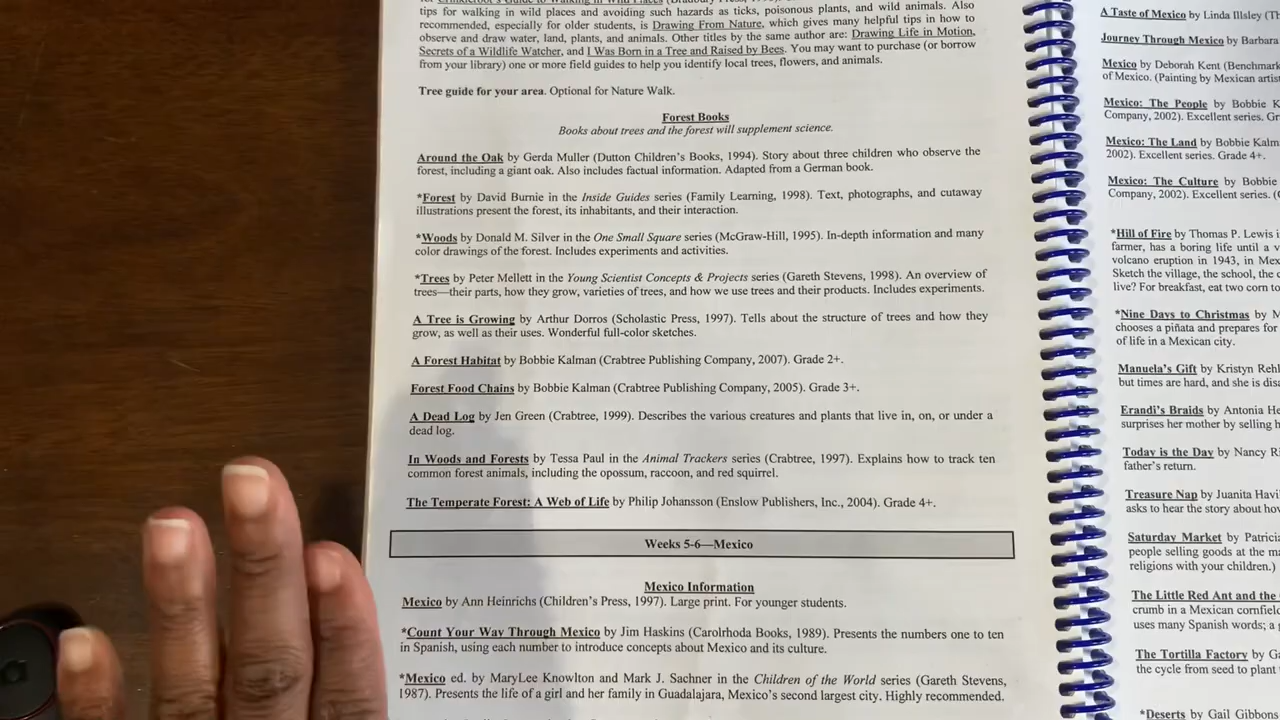 tips for walking in wild places and avoiding such hazards as ticks, poisonous plants, and wild animals. Also
recommended, especially for older students, is Drawing From Nature, which gives many helpful tips in how to
observe and draw water, land, plants, and animals. Other titles by the same author are: Drawing Life in Motion,
Secrets of a Wildlife Watcher, and I Was Born in a Tree and Raised by Bees. You may want to purchase (or borrow
from your library) one or more field guides to help you identify local trees, flowers, and animals.
Tree guide for your area. Optional for Nature Walk.
Forest Books
Books about trees and the forest will supplement science.
Around the Oak by Gerda Muller (Dutton Children's Books, 1994). Story about three children who observe the
forest, including a giant oak. Also includes factual information. Adapted from a German book.
*Forest by David Burnie in the Inside Guides series (Family Learning, Text, photographs, and cutaway
illustrations present the forest, its inhabitants, and their interaction.
*Woods by Donald M. Silver in the One Small Square series (McGraw-Hill, 1995). In-depth information and many
color drawings of the forest. Includes experiments and activities.
*Trees by Peter Mellett in the Young Scientist Concepts & Projects series (Gareth Stevens, 1998). An overview of
trees—their parts, how they grow, varieties of trees, and how we use trees and their products. Includes experiments.
A Tree is Growing by Arthur Dorros (Scholastic Press, 1997). Tells about the structure of trees and how they
grow, as well as their uses. Wonderful full-color sketches.
A Forest Habitat by Bobbie Kalman (Crabtree Publishing Company, 2007). Grade 2+.
Forest Food Chains by Bobbie Kalman (Crabtree Publishing Company, 2005). Grade 3+.
A Dead Log by Jen Green (Crabtree, 1999). Describes the various creatures and plants that live in, on, or under a
dead log.
In Woods and Forests by Tessa Paul in the Animal Trackers series (Crabtree, 1997). Explains how to track ten
common forest animals, including the opossum, raccoon, and red squirrel.
The Temperate Forest: A Web of Life by Philip Johansson (Enslow Publishers, Inc., 2004). Grade 4+.
Weeks 5-6—Mexico
Mexico Information
Mexico by Ann Heinrichs (Children's Press, 1997). Large print. For younger students.
Count Your Way Through Mexico by Jim Haskins (Carolrhoda Books, 1989). Presents the numbers one to ten
in Spanish, using each number to introduce concepts about Mexico and its culture.
Mexico ed. by MaryLee Knowlton and Mark J. Sachner in the Children of the World series (Gareth Stevens,
987). Presents the life of a girl and her family in Guadalajara, Mexico's second largest city. Highly recommended.
A Taste of Mexico by Linda Illsley
Journey Through Mexico by Barbara
Mexico by Deborah Kent (Benchmark
of Mexico. (Painting by Mexican
Mexico: The People by Bobbie
Company, 2002). Excellent series.
Mexico: The Land by Bobbie
2002). Excellent series. Grade 4+.
Mexico: The Culture by Bobbie
Company, 2002). Excellent series.
*Hill of Fire by Thomas P. Lewis
farmer, has a boring life until a
volcano eruption in
Sketch the village, the
live? For breakfast, eat two
*Nine Days to Christmas by
chooses a piñata and prepares for
of life in a Mexican city.
Manuela's Gift by
but times are hard, and she is
Erandi's Braids by
surprises her mother by selling
Today is the Day by Nancy
father's return.
Treasure Nap by Juanita
asks to hear the story about
Saturday Market by
people selling goods at the
religions with your children.)
The Little Red Ant and the
crumb in a Mexican
uses many Spanish words; a
The Tortilla Factory by
the cycle from seed to
*Deserts by Gail